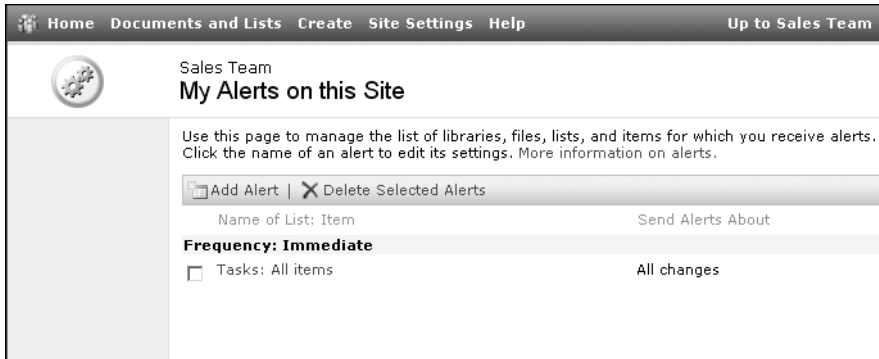 Home Documents and Lists Create Site Settings Help Up to Sales Team
Sales Team
My Alerts on this Site
Use this page to manage the list of libraries, files, lists, and items for which you receive alerts.
Click the name of an alert to edit its settings. More information on alerts.
Add Alert | Delete Selected Alerts
Name of List: Item Send Alerts About
Frequency: Immediate
Tasks: All items All changes